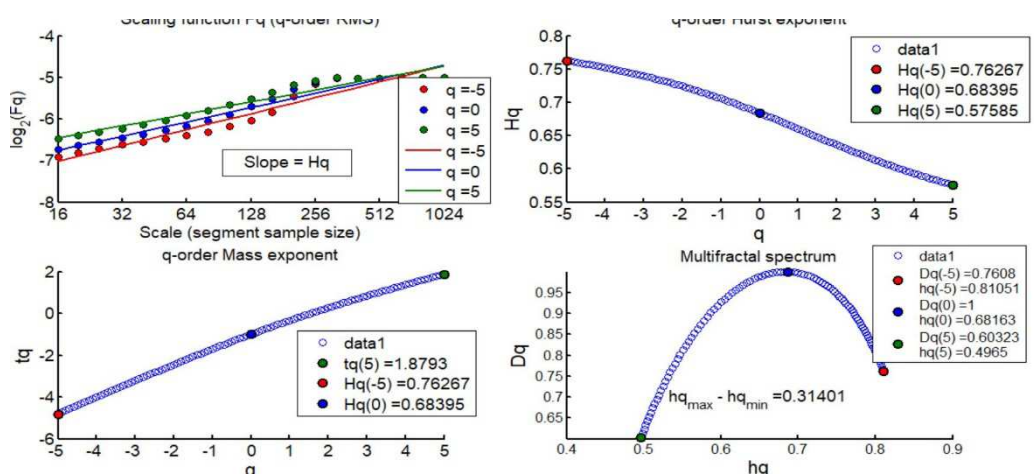 Scaling function Fq (q-order RMS)
-4
-5
-6
-7
-8
log₂(Fq)
q =-5
q =0
q =5
q =-5
q =0
q =5
Slope = Hq
16 32 64 128 256 512 1024
Scale (segment sample size)
q-order Hurst exponent
0.8
0.75
0.65
0.6
0.55
Hq
data1
Hq(-5)=0.76267
Hq(0)=0.68395
Hq(5)=0.57585
-5 -4 -3 -2 -1 0 1 2 3 4 5
q
q-order Mass exponent
2
0
-2
-4
-6
tq
data1
tq(5)=1.8793
Hq(-5)=0.76267
Hq(0)=0.68395
-5 -4 -3 -2 -1 0 1 2 3 4 5
q
Multifractal spectrum
0.95
0.9
0.85
0.8
0.75
0.7
0.65
Dq
data1
Dq(-5)=0.7608
hq(-5)=0.81051
Dq(0)=1
hq(0)=0.68163
Dq(5)=0.60323
hq(5)=0.4965
hq_max - hq_min =0.31401
0.4 0.5 0.6 0.7 0.8 0.9
hq